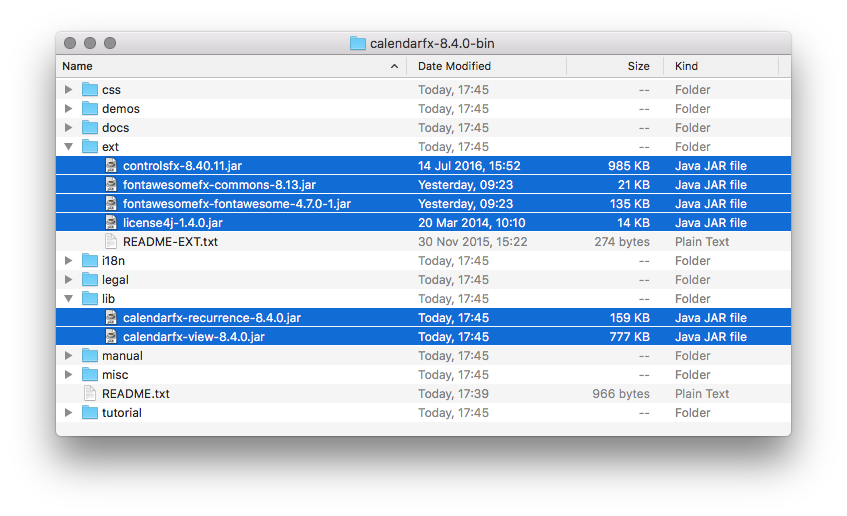 calendarfx-8.4.0-bin
Name Date Modified Size Kind
css Today, 17:45 -- Folder
demos Today, 17:45 -- Folder
docs Today, 17:45 -- Folder
ext Today, 17:45 -- Folder
controlsfx-8.40.11.jar 14 Jul 2016, 15:52 985 KB Java JAR file
fontawesomefx-commons-8.13.jar Yesterday, 09:23 21 KB Java JAR file
fontawesomefx-fontawesome-4.7.0-1.jar Yesterday, 09:23 135 KB Java JAR file
license4j-1.4.0.jar 20 Mar 2014, 10:10 14 KB Java JAR file
README-EXT.txt 30 Nov 2015, 15:22 274 bytes Plain Text
i18n Today, 17:45 -- Folder
legal Today, 17:45 -- Folder
lib Today, 17:45 -- Folder
calendarfx-recurrence-8.4.0.jar Today, 17:45 159 KB Java JAR file
calendarfx-view-8.4.0.jar Today, 17:45 777 KB Java JAR file
manual Today, 17:45 -- Folder
misc Today, 17:45 -- Folder
README.txt Today, 17:39 966 bytes Plain Text
tutorial Today, 17:45 -- Folder